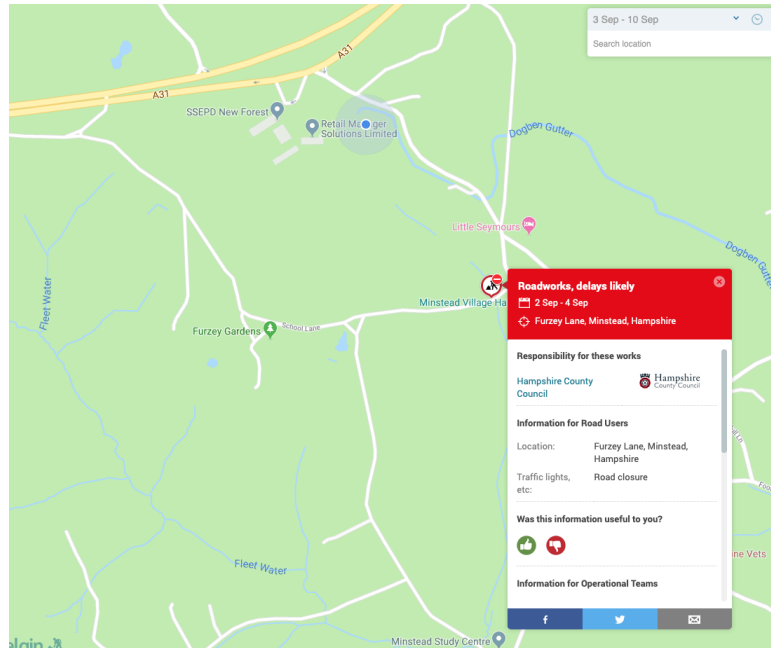 3 Sep - 10 Sep
Search location
A31
A31
SSEPD New Forest
Retail Manager
Solutions Limited
Dogben Gutter
Little Seymours
Dogben Gutter
Fleet Water
Minstead Village Ha
Furzey Gardens
School Lane
Roadworks, delays likely
2 Sep - 4 Sep
Furzey Lane, Minstead, Hampshire
Responsibility for these works
Hampshire County
Council
Hampshire
County Council
Information for Road Users
Location:
Furzey Lane, Minstead,
Hampshire
Traffic lights,
etc:
Road closure
Was this information useful to you?
ine Vets
Information for Operational Teams
Fleet Water
Minstead Study Centre
elgin
f